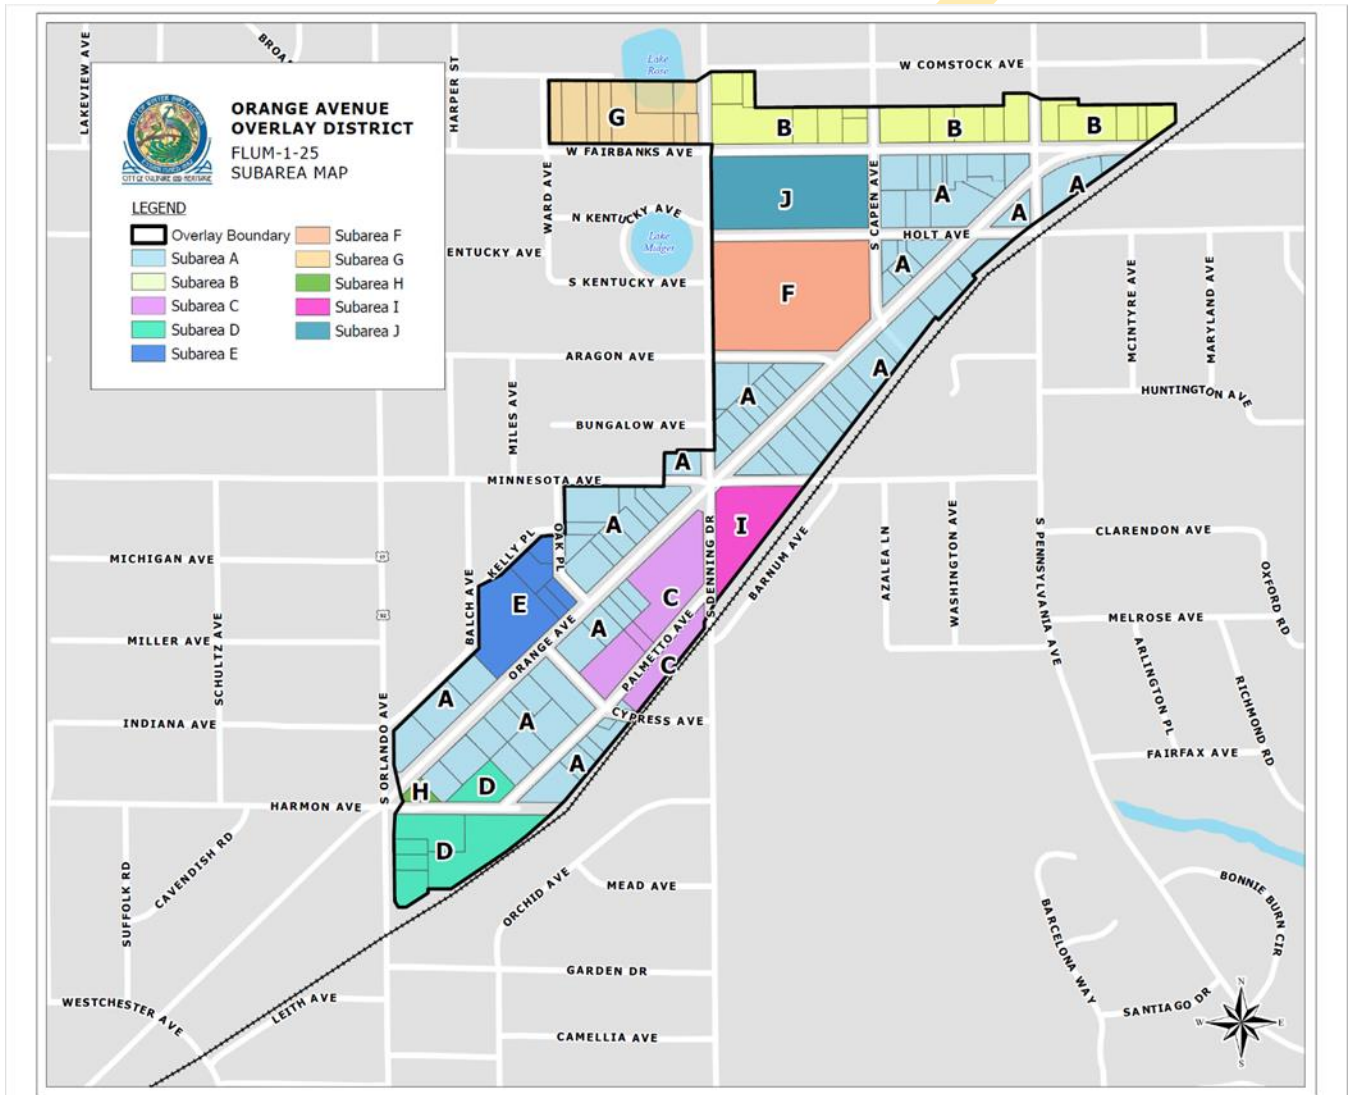 LAKEVIEW AVE
HARPER ST
Lake
Rose
W COMSTOCK AVE
ORANGE AVENUE
OVERLAY DISTRICT
FLUM-1-25
SUBAREA MAP
LEGEND
Overlay Boundary
Subarea A
Subarea B
Subarea C
Subarea D
Subarea E
Subarea F
Subarea G
Subarea H
Subarea I
Subarea J
G
B
B
B
W FAIRBANKS AVE
WARD AVE
N KENTUCKY AVE
Lake
Midget
ENTUCKY AVE
S KENTUCKY AVE
J
S CAPEN AVE
A
A
A
HOLT AVE
A
F
MCINTYRE AVE
MARYLAND AVE
ARAGON AVE
A
A
HUNTINGTON AVE
MILES AVE
BUNGALOW AVE
A
MINNESOTA AVE
A
I
S DENNING DR
BARNUM AVE
AZALEA LN
WASHINGTON AVE
S PENNSYLVANIA AVE
CLARENDON AVE
OXFORD RD
MICHIGAN AVE
KELLY PL
OAK PL
BALCH AVE
E
C
A
ORANGE AVE
PALMETTO AVE
C
MELROSE AVE
ARLINGTON PL
RICHMOND RD
MILLER AVE
SCHULTZ AVE
A
A
CYPRESS AVE
INDIANA AVE
S ORLANDO AVE
FAIRFAX AVE
A
H
D
HARMON AVE
D
SUFFOLK RD
CAVENDISH RD
ORCHID AVE
MEAD AVE
BONNIE BURN CIR
BARCELONA WAY
GARDEN DR
SANTIAGO DR
WESTCHESTER AVE
LEITH AVE
CAMELLIA AVE
N
W
E
S